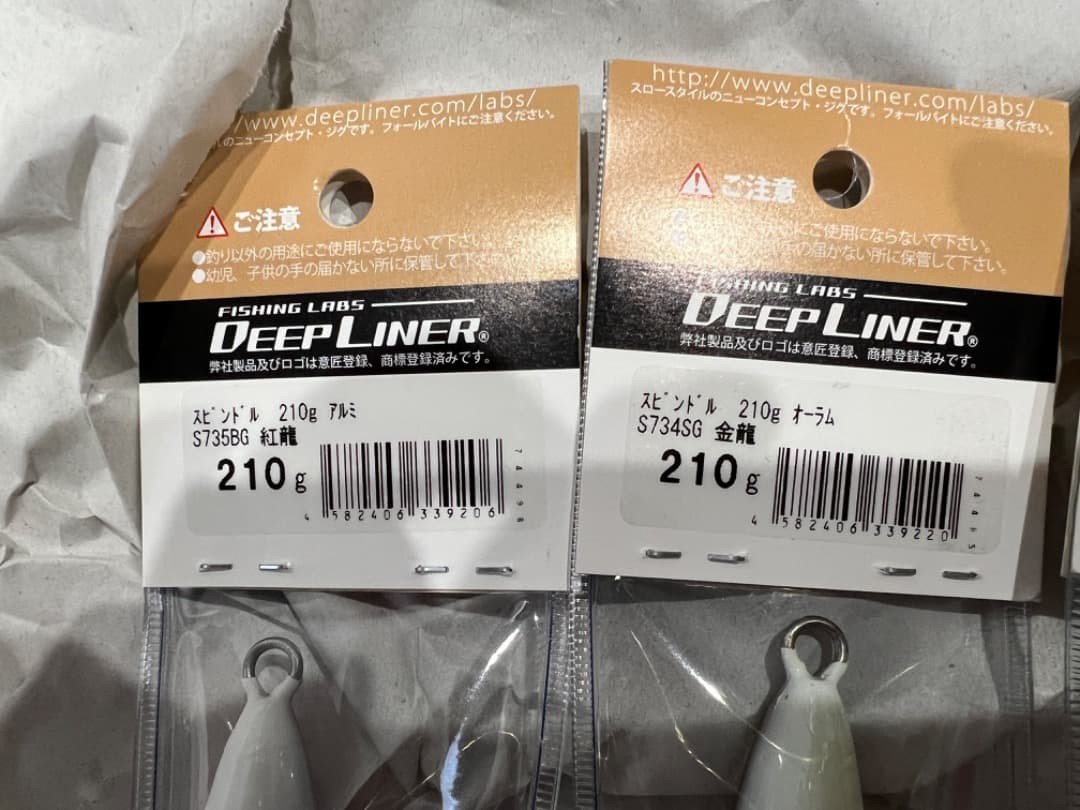 /www.deepliner.com/labs/
のニューコンセプト・ジグです。フォールバイトにご注意ください。
ご注意
●釣り以外の用途にご使用にならないで下さい。
●幼児、子供の手の届かない所に保管して下さい。
FISHING LABS
DEEPLINER®
弊社製品及びロゴは意匠登録、商標登録済みです。
ｽﾋﾟﾝﾄﾞﾙ 210g ｱﾙﾐ
S735BG 紅龍
210g
4 582406 339206
74498
http://www.deepliner.com/labs/
スロースタイルのニューコンセプト・ジグです。フォールバイトにご注意ください。
ご注意
にご使用にならないで下さい。
の手の届かない所に保管して下さい。
FISHING LABS
DEEPLINER®
弊社製品及びロゴは意匠登録、商標登録済みです。
ｽﾋﾟﾝﾄﾞﾙ 210g ｵｰﾗﾑ
S734SG 金龍
210g
4 582406 339220